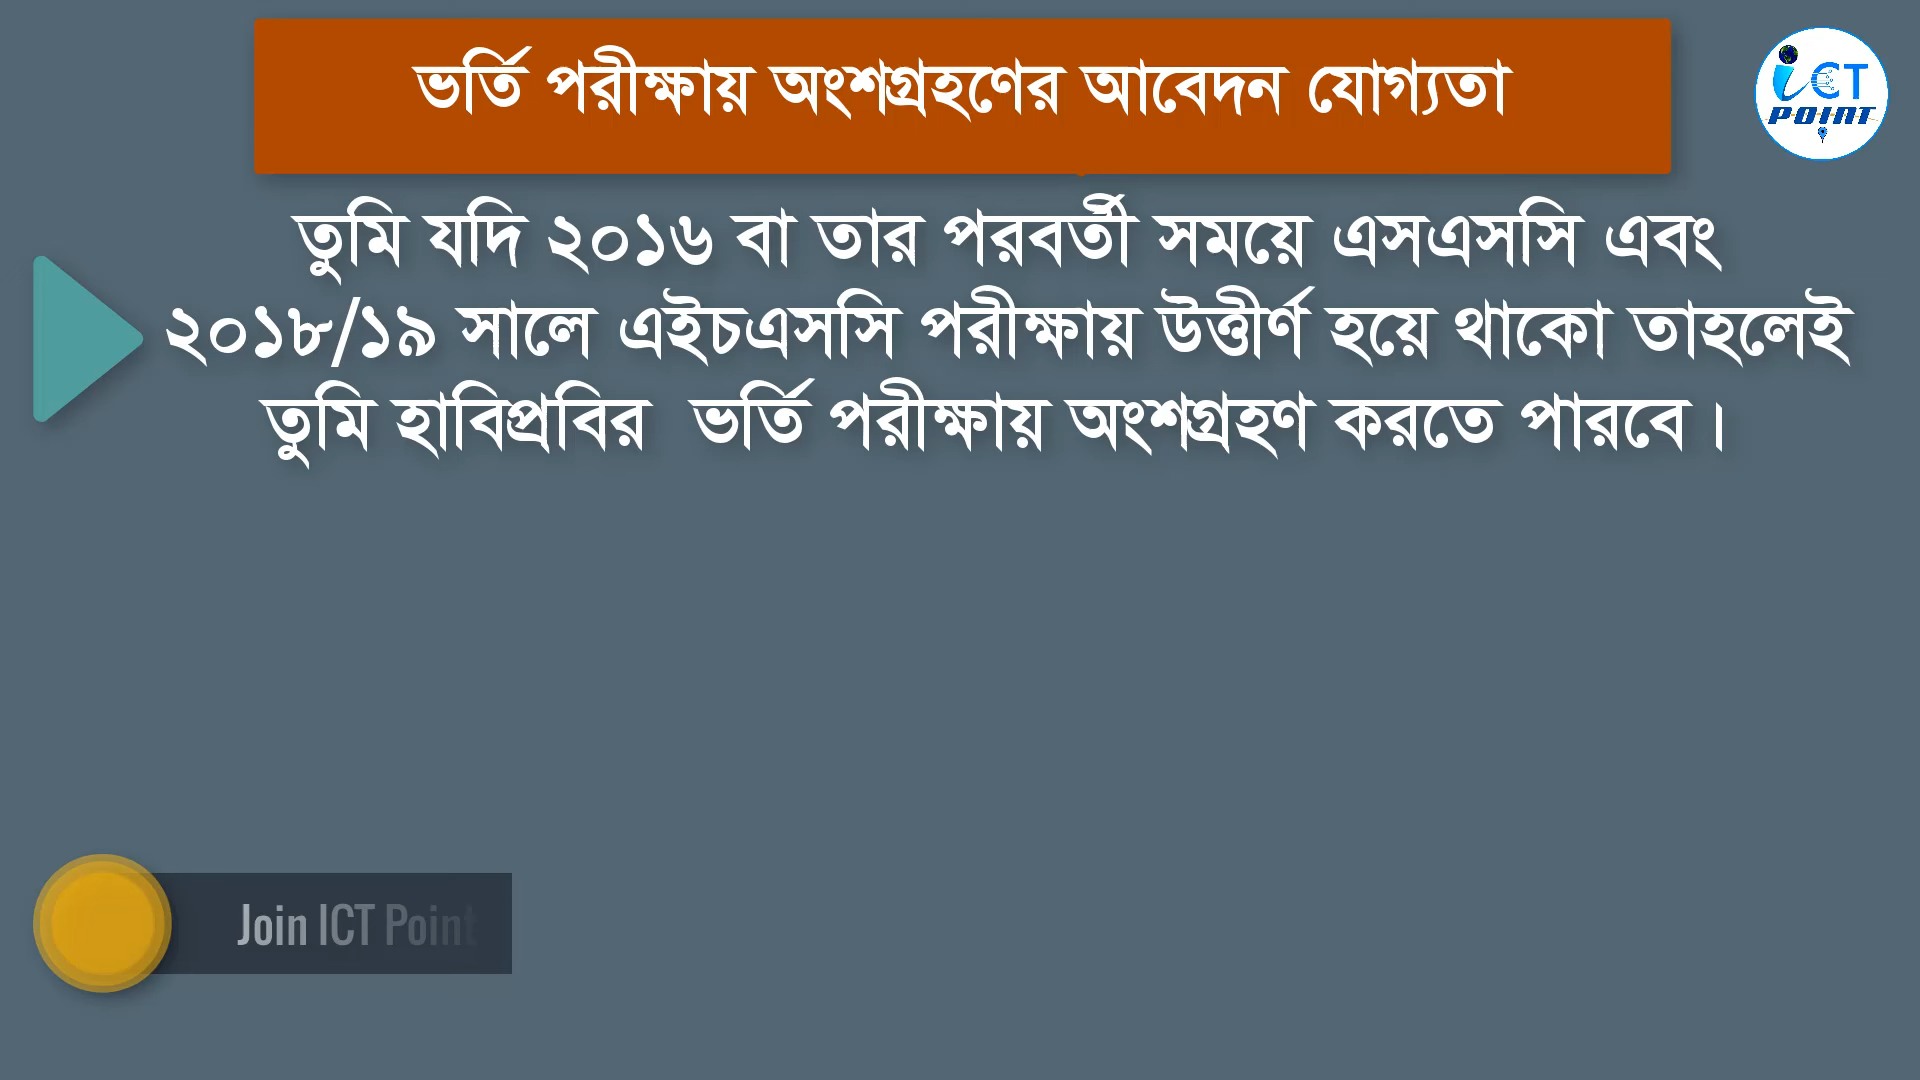 ভর্তি পরীক্ষায় অংশগ্রহণের আবেদন যোগ্যতা
iCT
POINT
তুমি যদি ২০১৬ বা তার পরবর্তী সময়ে এসএসসি এবং
২০১৮/১৯ সালে এইচএসসি পরীক্ষায় উত্তীর্ণ হয়ে থাকো তাহলেই
তুমি হাবিপ্রবির ভর্তি পরীক্ষায় অংশগ্রহণ করতে পারবে।
Join ICT Point